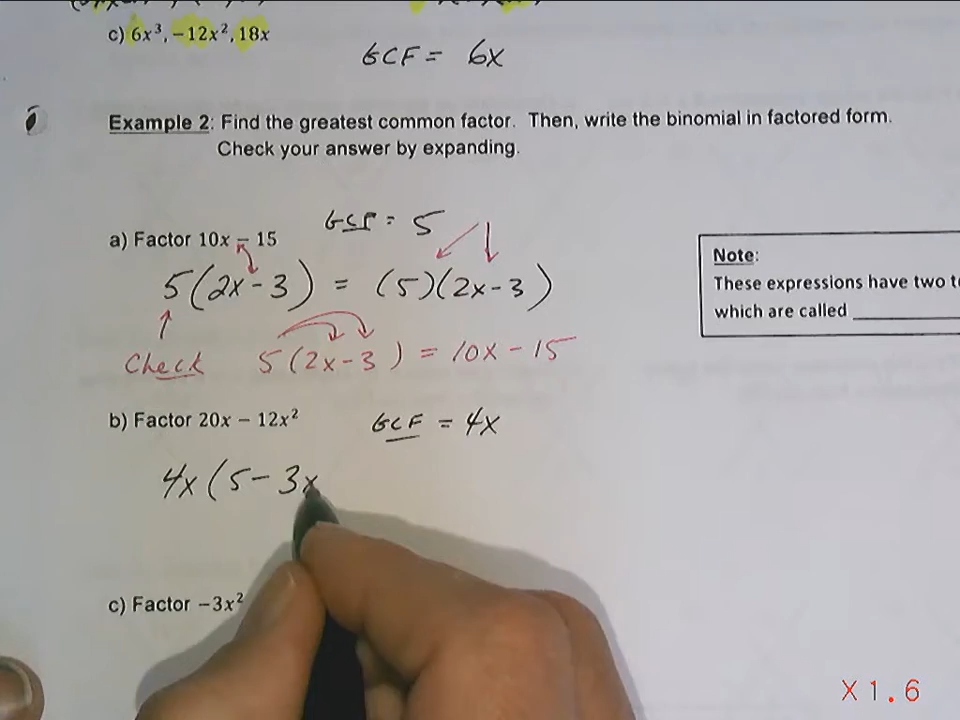 c) 6x³, −12x², 18x
GCF = 6x
Example 2: Find the greatest common factor. Then, write the binomial in factored form.
Check your answer by expanding.
a) Factor 10x − 15
GCF = 5
5(2x-3) = (5)(2x-3)
Check 5(2x-3) = 10x-15
Note:
These expressions have two
which are called ________
b) Factor 20x − 12x²
GCF = 4x
4x(5-3x
c) Factor −3x²
X1.6